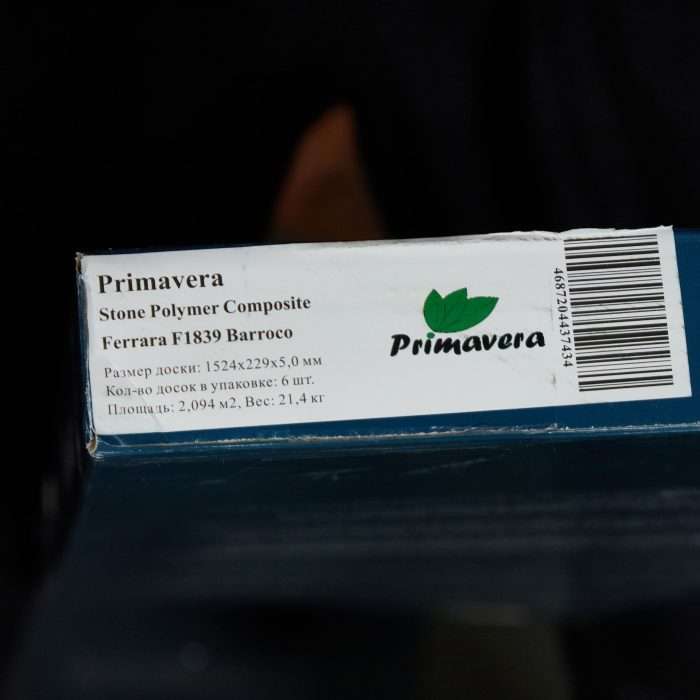 Primavera
Stone Polymer Composite
Ferrara F1839 Barroco
Размер доски: 1524x229x5,0 мм
Кол-во досок в упаковке: 6 шт.
Площадь: 2,094 м2, Вес: 21,4 кг
Primavera
4687204437434